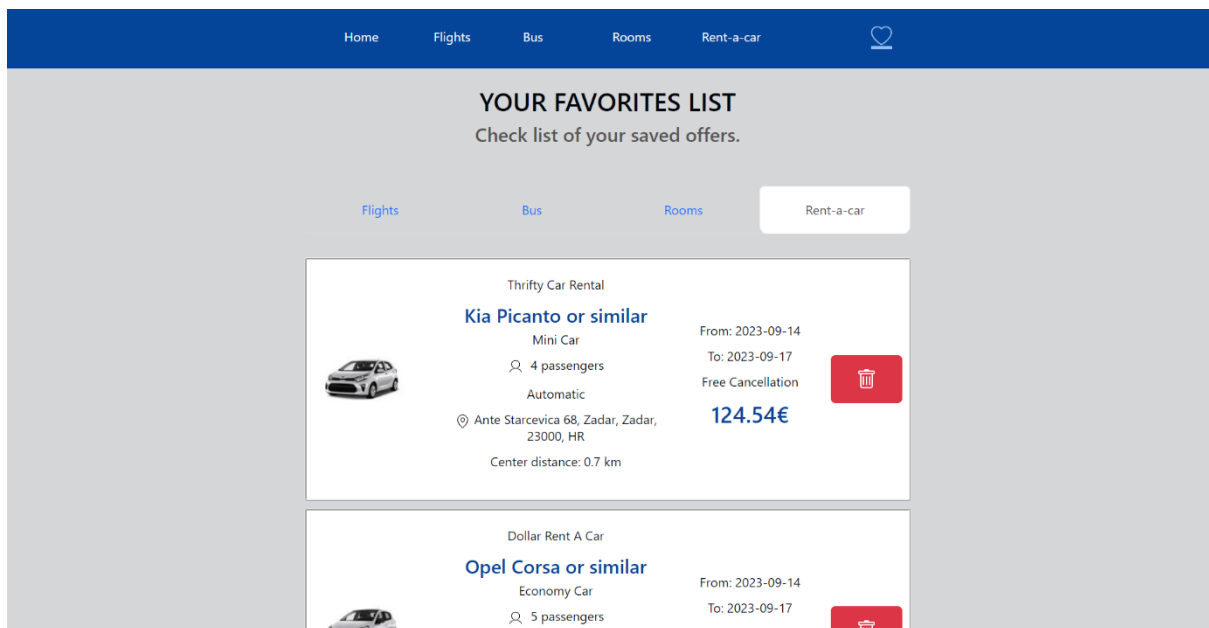 Home Flights Bus Rooms Rent-a-car
YOUR FAVORITES LIST
Check list of your saved offers.
Flights Bus Rooms Rent-a-car
Thrifty Car Rental
Kia Picanto or similar
Mini Car
4 passengers
Automatic
Ante Starcevica 68, Zadar, Zadar,
23000, HR
Center distance: 0.7 km
From: 2023-09-14
To: 2023-09-17
Free Cancellation
124.54€
Dollar Rent A Car
Opel Corsa or similar
Economy Car
5 passengers
From: 2023-09-14
To: 2023-09-17